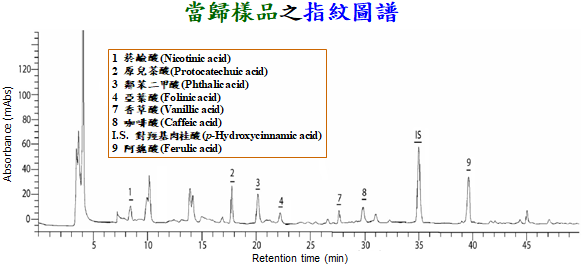 當歸樣品之指紋圖譜
Absorbance (mAbs)
120
100
80
60
40
20
0
1 菸鹼酸(Nicotinic acid)
2 原兒茶酸(Protocatechuic acid)
3 鄰苯二甲酸(Phthalic acid)
4 亞葉酸(Folinic acid)
7 香草酸(Vanillic acid)
8 咖啡酸(Caffeic acid)
I.S. 對羥基肉桂酸(p-Hydroxycinnamic acid)
9 阿魏酸(Ferulic acid)
1
2
3
4
7
8
IS
9
5 10 15 20 25 30 35 40 45
Retention time (min)